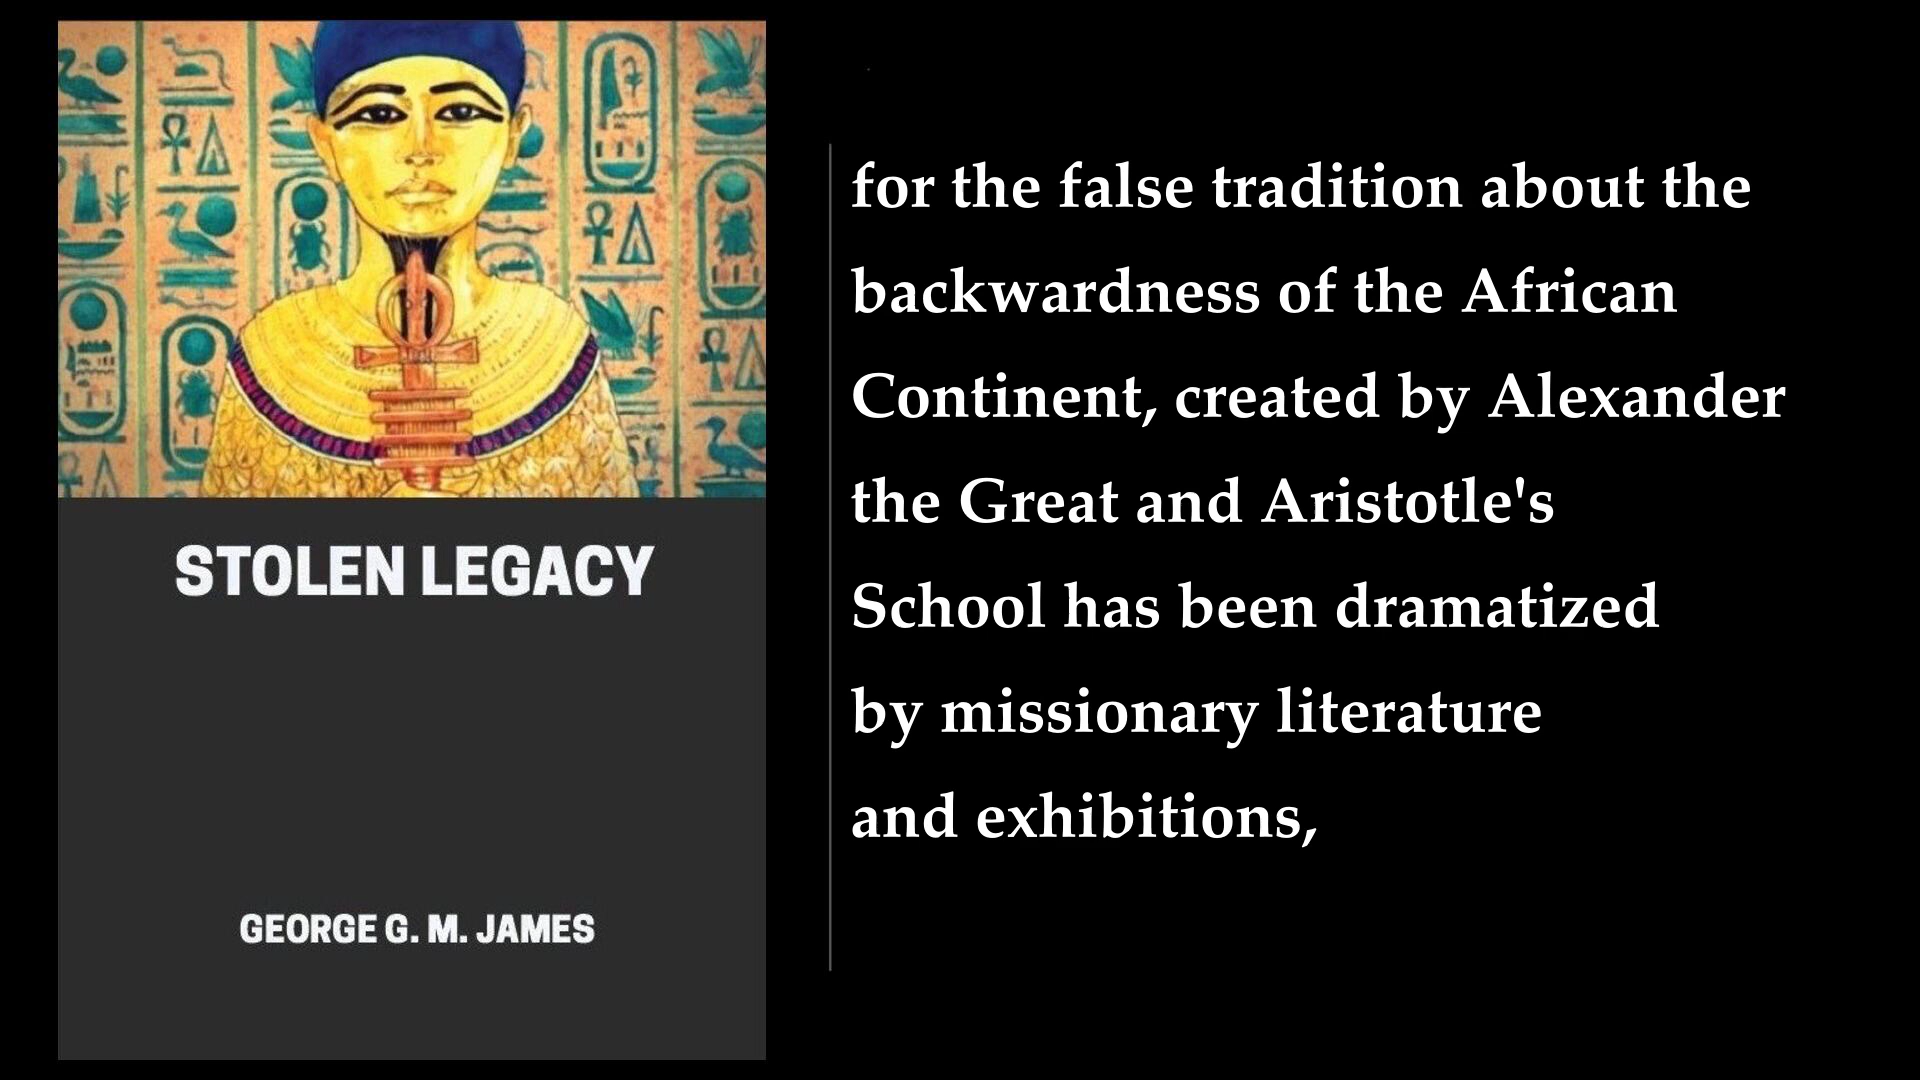 STOLEN LEGACY
GEORGE G. M. JAMES
for the false tradition about the
backwardness of the African
Continent, created by Alexander
the Great and Aristotle's
School has been dramatized
by missionary literature
and exhibitions,